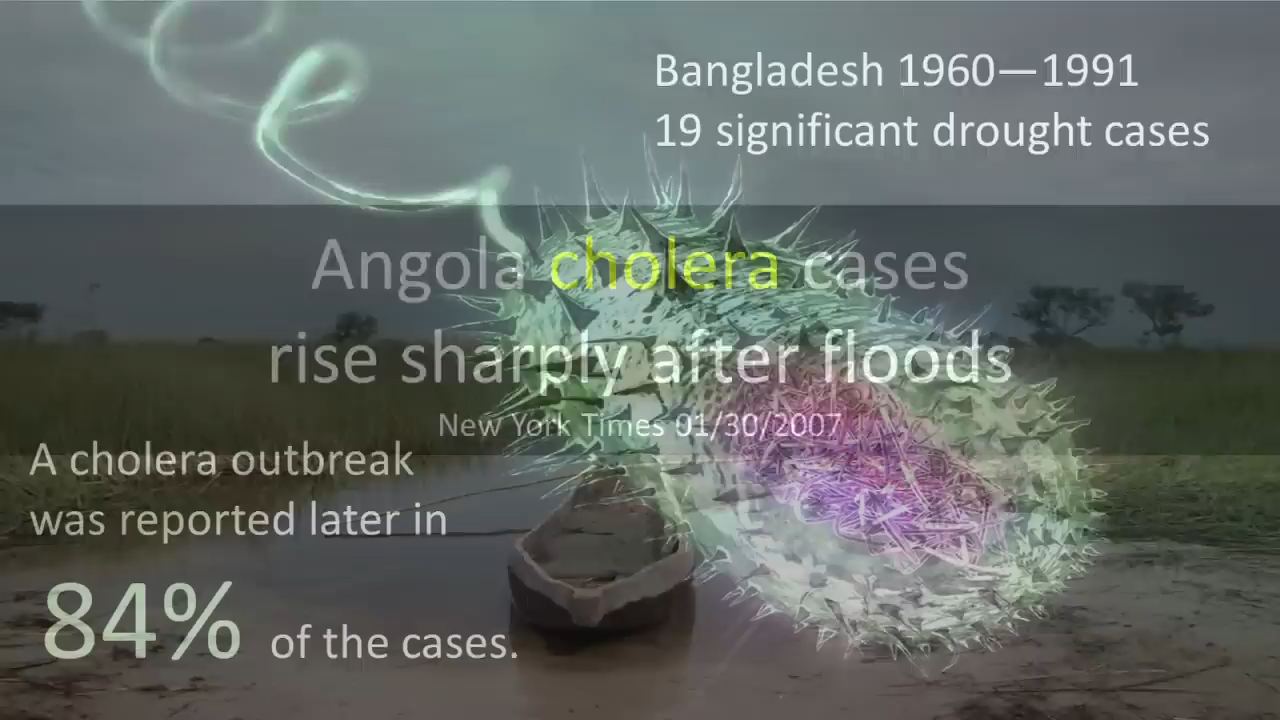 Bangladesh 1960—1991
19 significant drought cases
Angola cholera cases
rise sharply after floods
New York Times 01/30/2007
A cholera outbreak
was reported later in
84% of the cases.